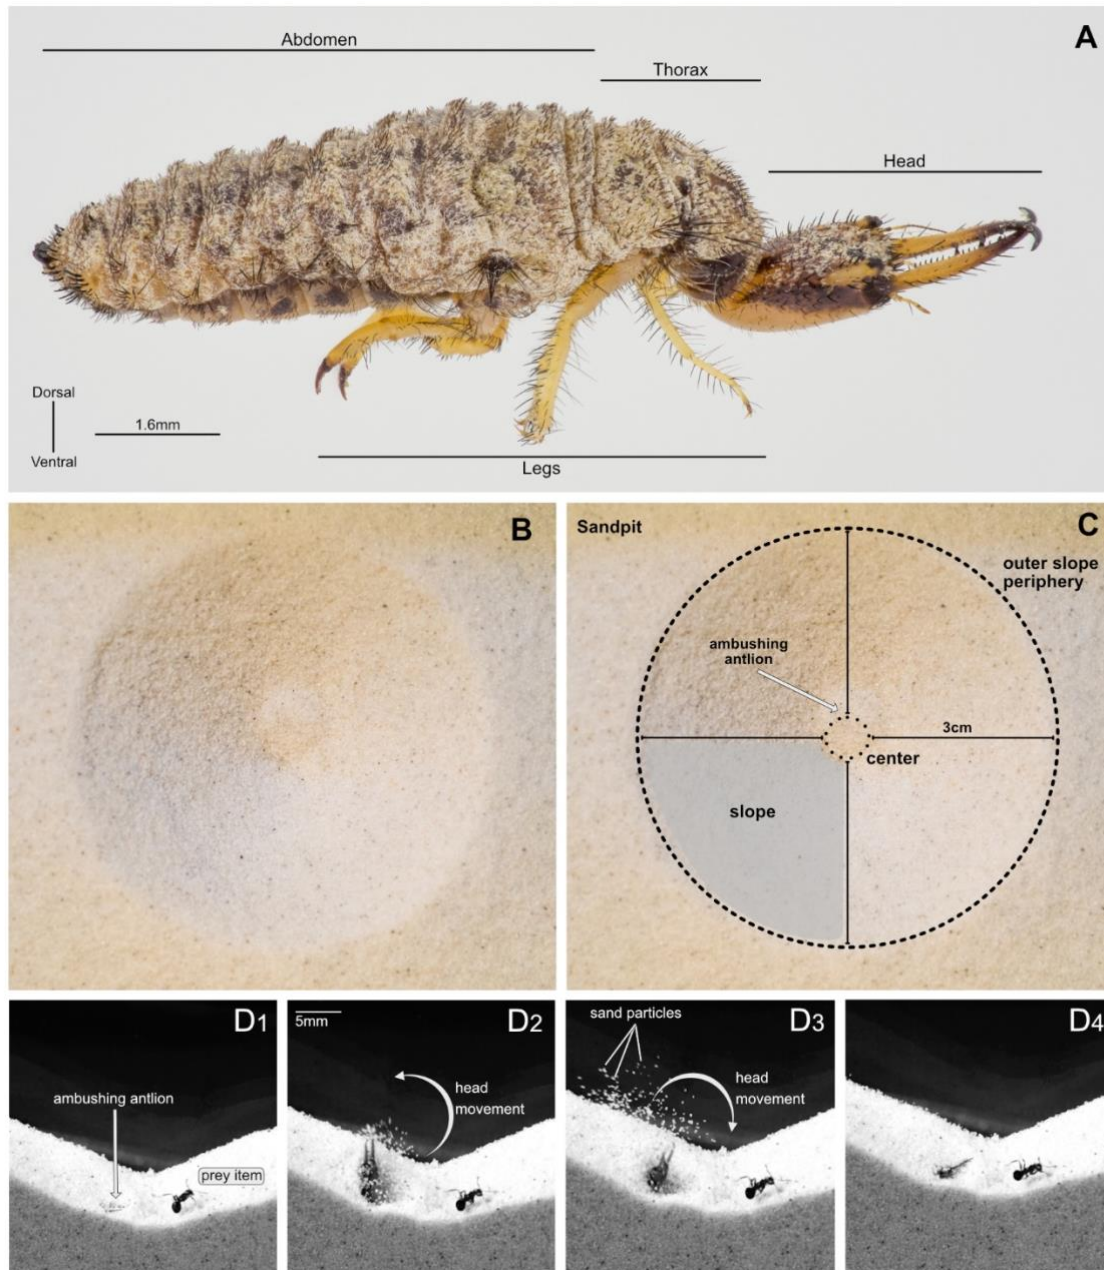 A
Abdomen
Thorax
Head
Dorsal
Ventral
1.6mm
Legs
B
Sandpit
C
outer slope
periphery
ambushing
antlion
3cm
center
slope
D1
ambushing antlion
prey item
D2
5mm
head
movement
D3
sand particles
head
movement
D4